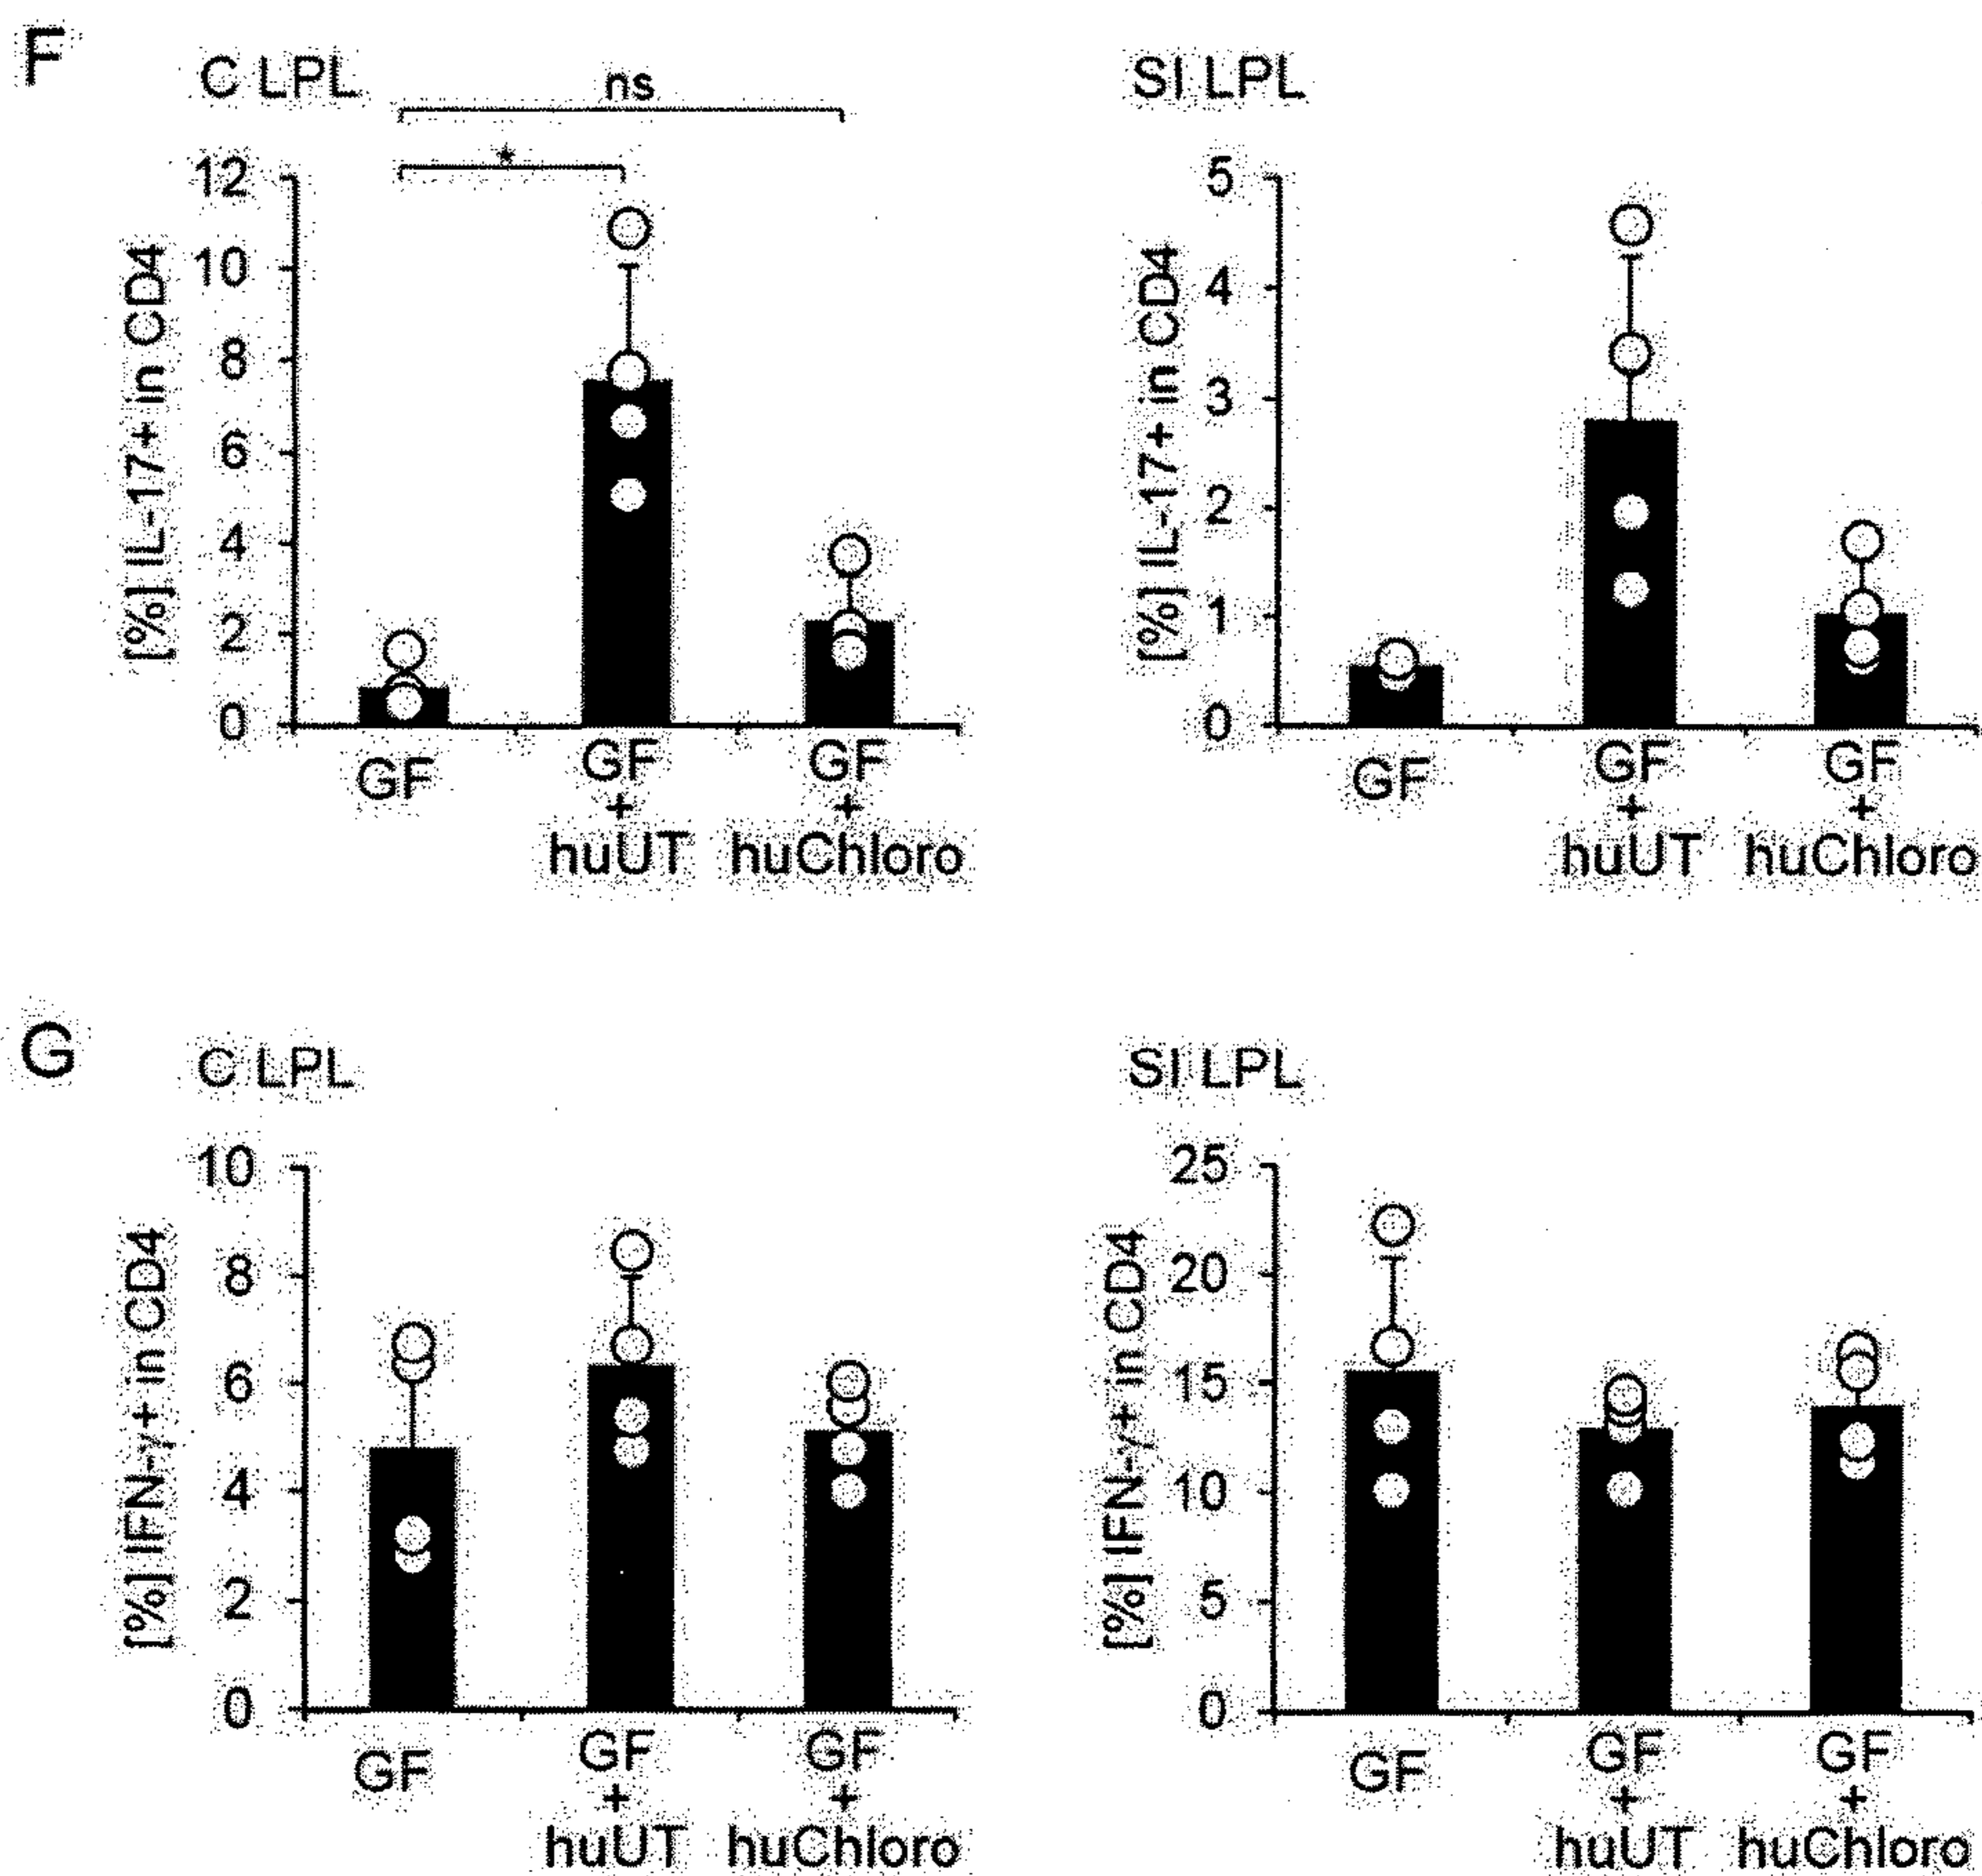 F
C LPL
ns
*
[%] IL-17+ in CD4
12
10
8
6
4
2
0
GF
GF
+
huUT
GF
+
huChloro
SI LPL
[%] IL-17+ in CD4
5
4
3
2
1
0
GF
GF
+
huUT
GF
+
huChloro
G
C LPL
[%] IFN-γ+ in CD4
10
8
6
4
2
0
GF
GF
+
huUT
GF
+
huChloro
SI LPL
[%] IFN-γ+ in CD4
25
20
15
10
5
0
GF
GF
+
huUT
GF
+
huChloro